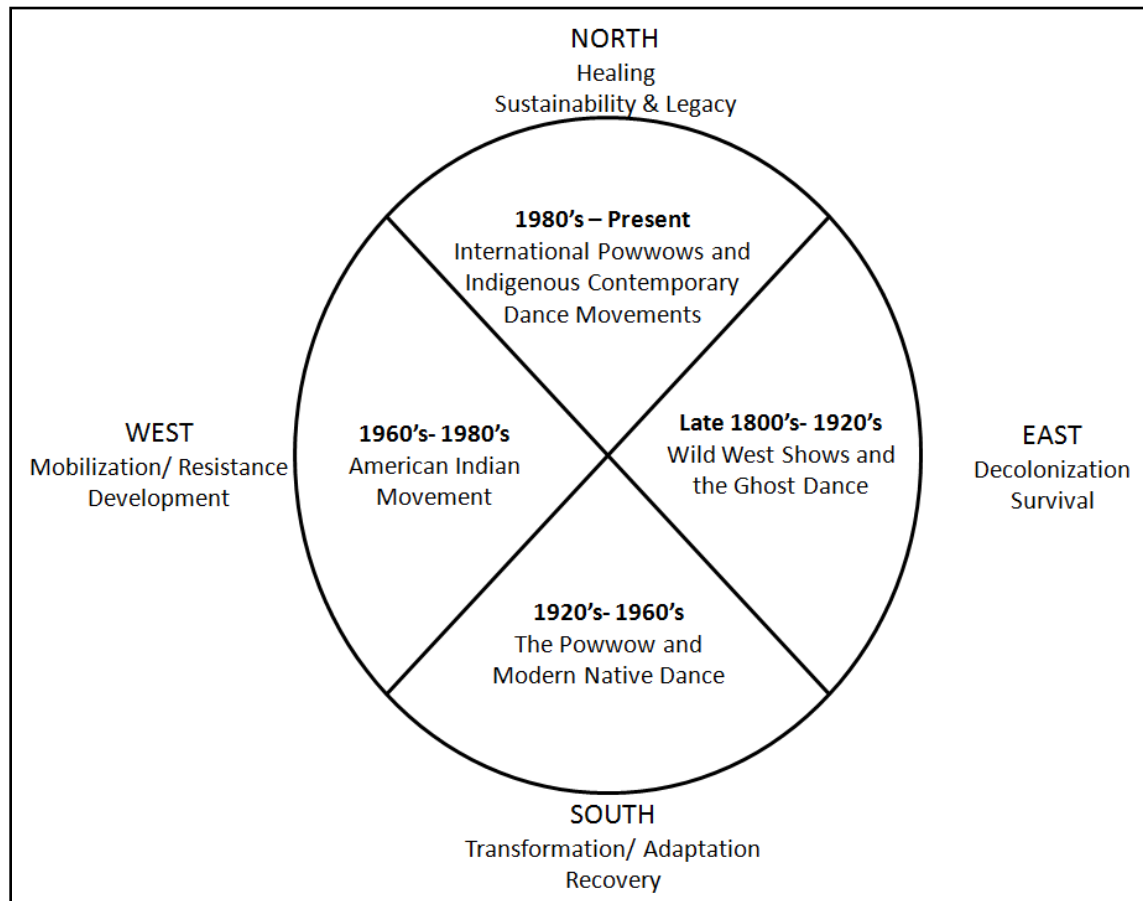 NORTH
Healing
Sustainability & Legacy
1980’s – Present
International Powwows and
Indigenous Contemporary
Dance Movements
WEST
Mobilization/ Resistance
Development
1960’s- 1980’s
American Indian
Movement
Late 1800’s- 1920’s
Wild West Shows and
the Ghost Dance
EAST
Decolonization
Survival
1920’s- 1960’s
The Powwow and
Modern Native Dance
SOUTH
Transformation/ Adaptation
Recovery